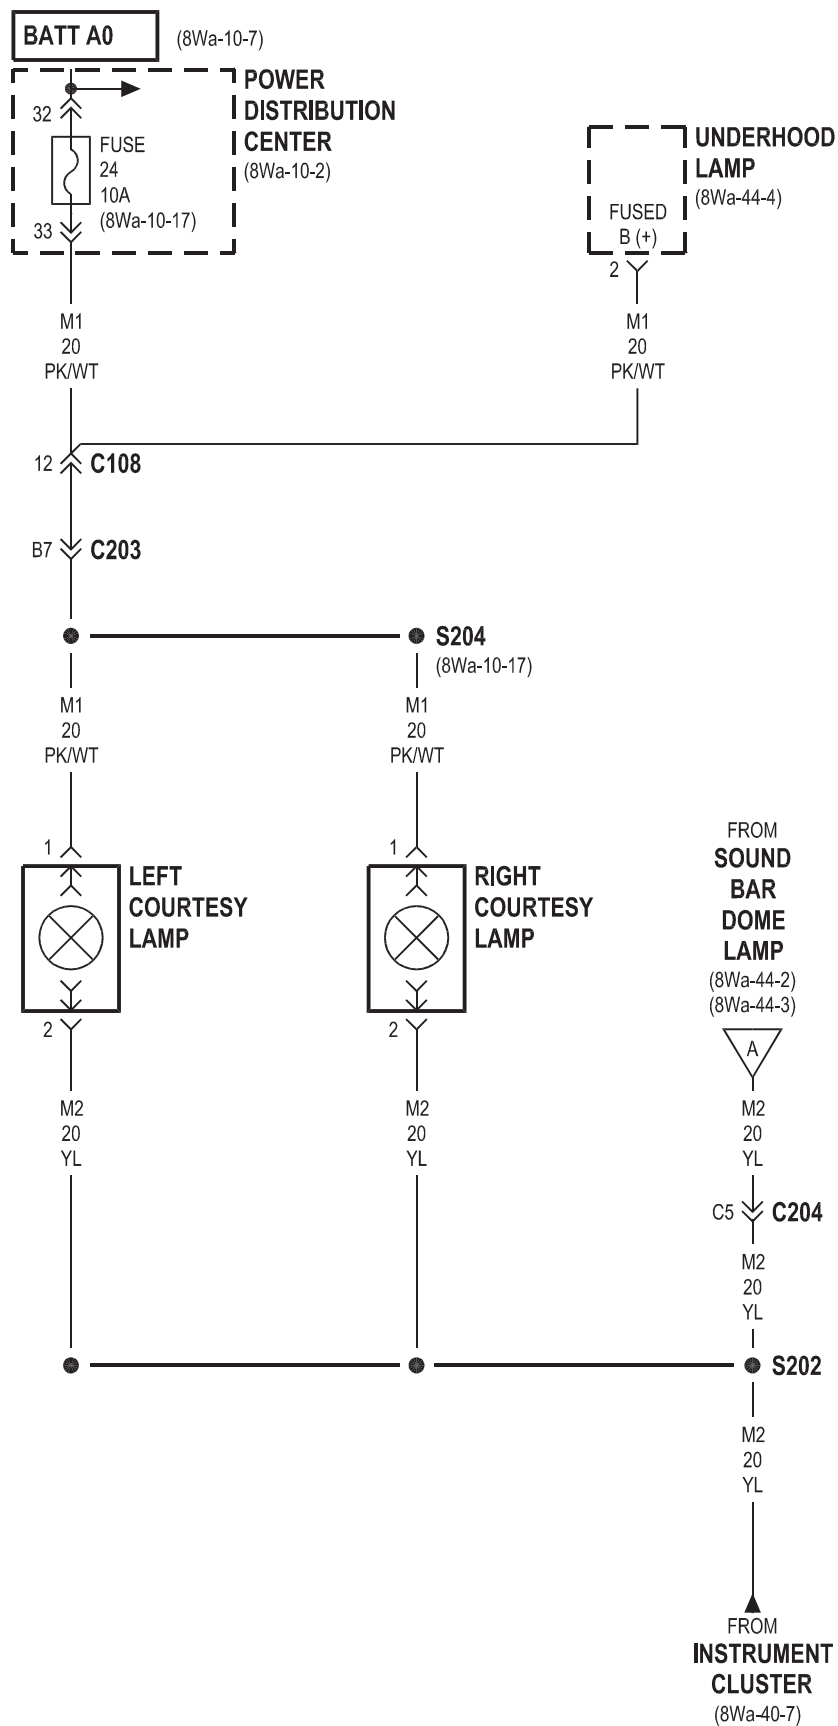 BATT A0
(8Wa-10-7)
POWER
DISTRIBUTION
CENTER
(8Wa-10-2)
32
FUSE
24
10A
(8Wa-10-17)
33
UNDERHOOD
LAMP
(8Wa-44-4)
FUSED
B (+)
2
M1
20
PK/WT
M1
20
PK/WT
12
C108
B7
C203
S204
(8Wa-10-17)
M1
20
PK/WT
M1
20
PK/WT
1
LEFT
COURTESY
LAMP
2
1
RIGHT
COURTESY
LAMP
2
FROM
SOUND
BAR
DOME
LAMP
(8Wa-44-2)
(8Wa-44-3)
A
M2
20
YL
M2
20
YL
M2
20
YL
C5
C204
M2
20
YL
S202
M2
20
YL
FROM
INSTRUMENT
CLUSTER
(8Wa-40-7)